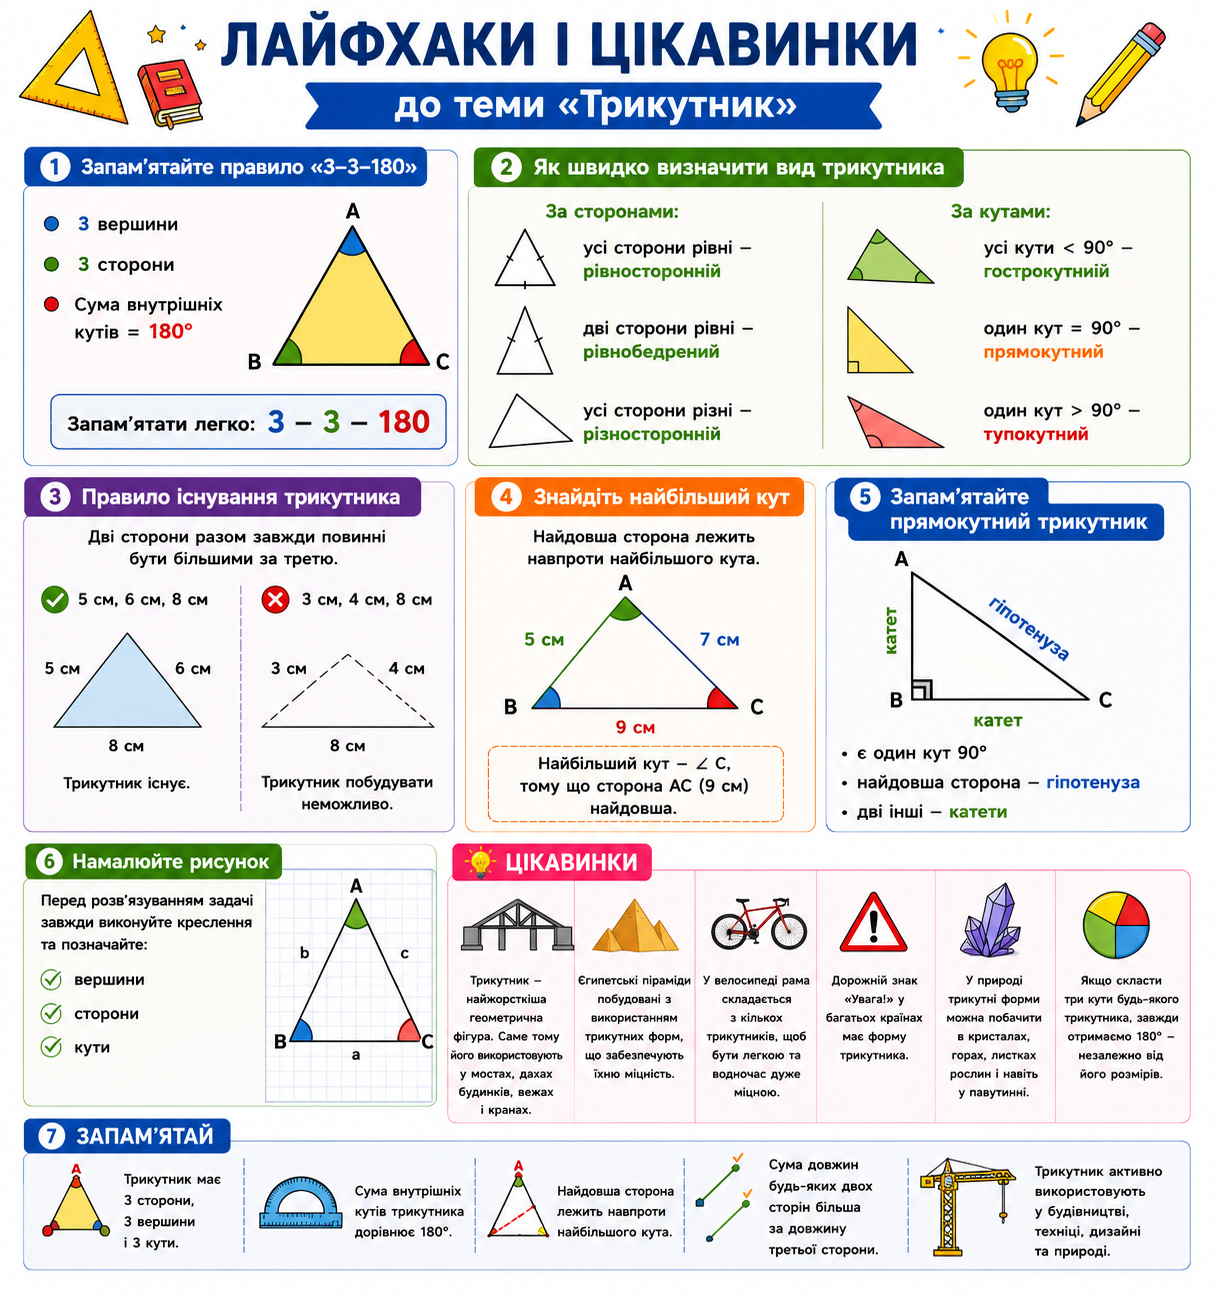 ЛАЙФХАКИ І ЦІКАВИНКИ
до теми «Трикутник»
1 Запам'ятайте правило «3–3–180»
3 вершини
3 сторони
Сума внутрішніх
кутів = 180°
A
B
C
Запам'ятати легко: 3 – 3 – 180
2 Як швидко визначити вид трикутника
За сторонами:
усі сторони рівні –
рівносторонній
дві сторони рівні –
рівнобедрений
усі сторони різні –
різносторонній
За кутами:
усі кути < 90° –
гострокутниій
один кут = 90° –
прямокутний
один кут > 90° –
тупокутний
3 Правило існування трикутника
Дві сторони разом завжди повинні
бути більшими за третю.
5 см, 6 см, 8 см
5 см
6 см
8 см
Трикутник існує.
3 см, 4 см, 8 см
3 см
4 см
8 см
Трикутник побудувати
неможливо.
4 Знайдіть найбільший кут
Найдовша сторона лежить
навпроти найбільшого кута.
A
5 см
7 см
B
C
9 см
Найбільший кут – ∠ C,
тому що сторона AC (9 см)
найдовша.
5 Запам'ятайте
прямокутний трикутник
A
катет
гіпотенуза
B
C
катет
• є один кут 90°
• найдовша сторона – гіпотенуза
• дві інші – катети
6 Намалюйте рисунок
Перед розв'язуванням задачі
завжди виконуйте креслення
та позначайте:
вершини
сторони
кути
A
b
c
B
C
a
ЦІКАВИНКИ
Трикутник –
найжорсткіша
геометрична
фігура. Саме тому
його використовують
у мостах, дахах
будинків, вежах
і кранах.
Єгипетські піраміди
побудовані з
використанням
трикутних форм,
що забезпечують
їхню міцність.
У велосипеді рама
складається
з кількох
трикутників, щоб
бути легкою та
водночас дуже
міцною.
Дорожній знак
«Увага!» у
багатьох країнах
має форму
трикутника.
У природі
трикутні форми
можна побачити
в кристалах,
горах, листках
рослин і навіть
у павутинні.
Якщо скласти
три кути будь-якого
трикутника, завжди
отримаємо 180° –
незалежно від
його розмірів.
7 ЗАПАМ'ЯТАЙ
A
Трикутник має
3 сторони,
3 вершини
і 3 кути.
Сума внутрішніх
кутів трикутника
дорівнює 180°.
A
Найдовша сторона
лежить навпроти
найбільшого кута.
Сума довжин
будь-яких двох
сторін більша
за довжину
третьої сторони.
Трикутник активно
використовують
у будівництві,
техніці, дизайні
та природі.